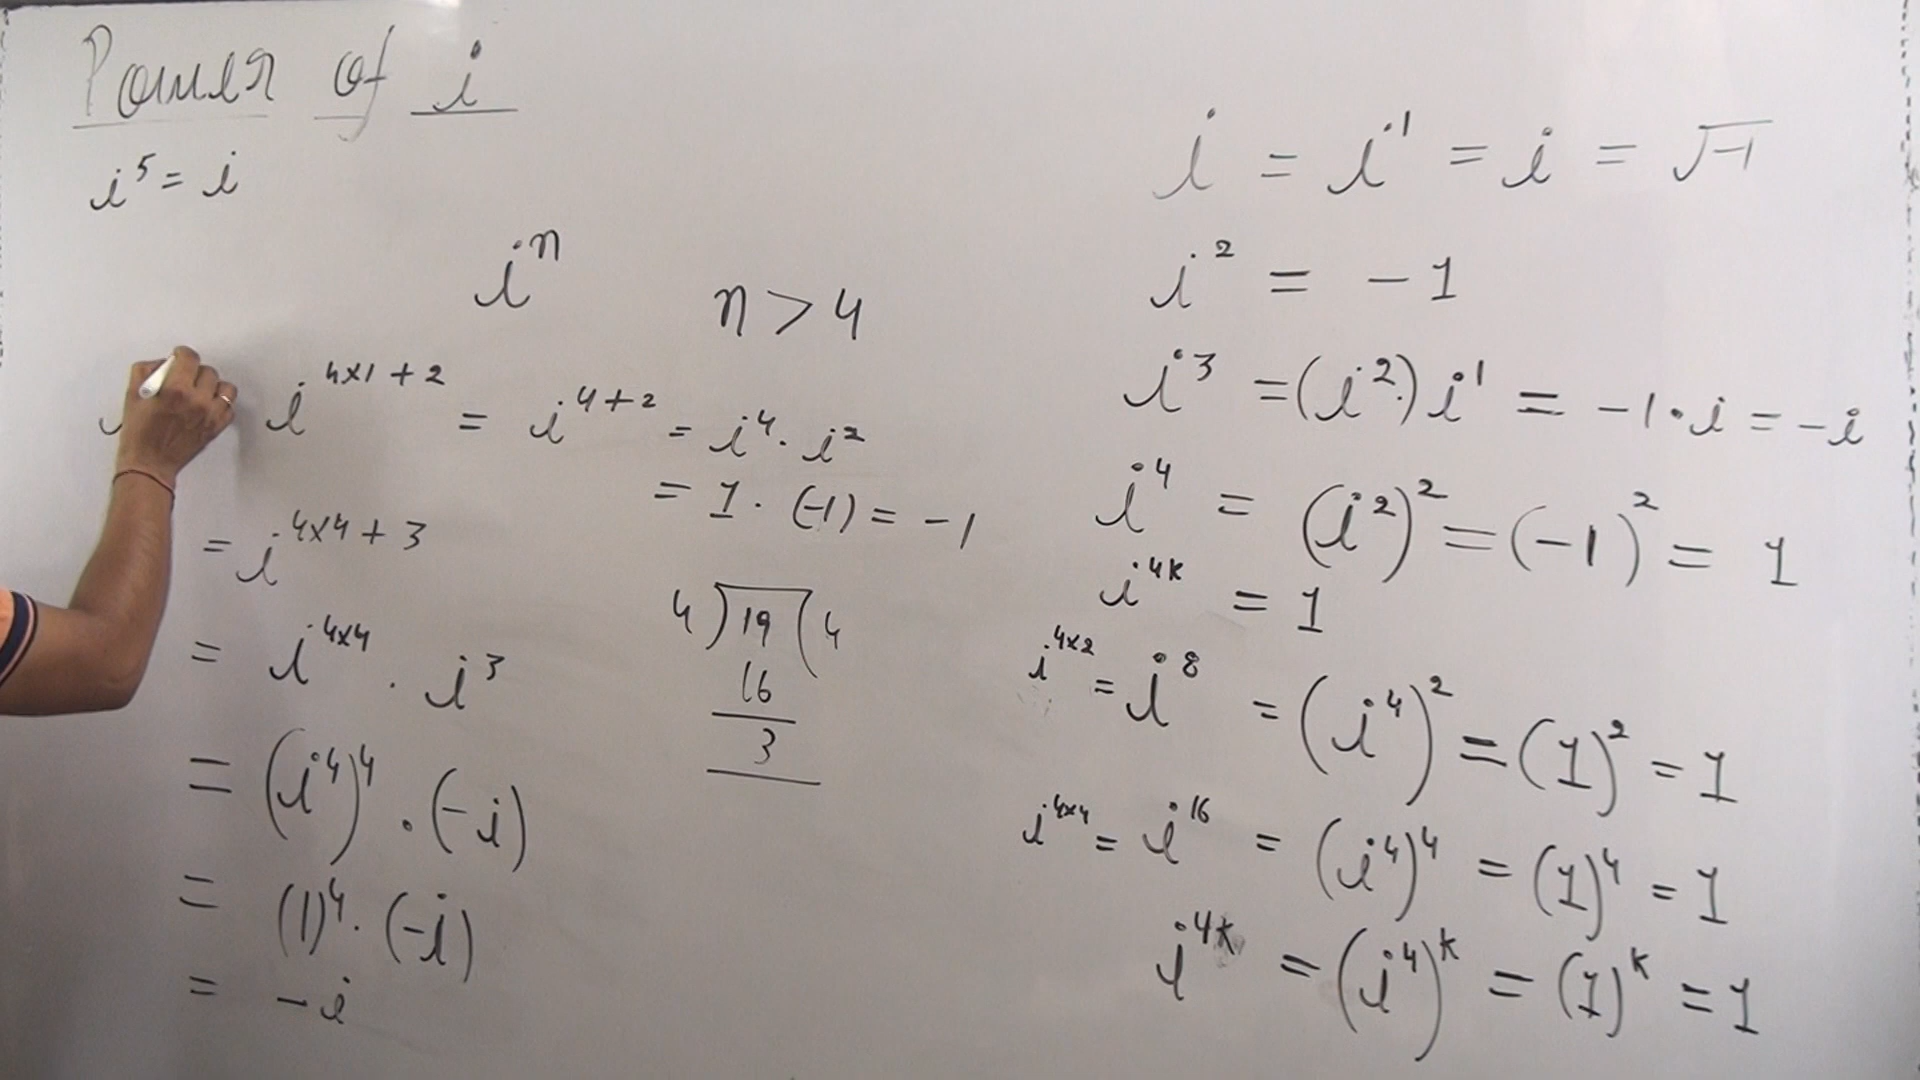 Power of i
i⁵ = i
iⁿ
n > 4
i^(4×1+2) = i^(4+2) = i⁴ · i²
= 1 · (-1) = -1
= i^(4×4+3)
= i^(4×4) · i³
= (i⁴)⁴ · (-i)
= (1)⁴ · (-i)
= -i
4 ) 19 ( 4
16
3
i = i¹ = i = √-1
i² = -1
i³ = (i²·) i¹ = -1 · i = -i
i⁴ = (i²)² = (-1)² = 1
i^(4k) = 1
i^(4×2) = i⁸ = (i⁴)² = (1)² = 1
i^(4×4) = i¹⁶ = (i⁴)⁴ = (1)⁴ = 1
i^(4k) = (i⁴)^k = (1)^k = 1